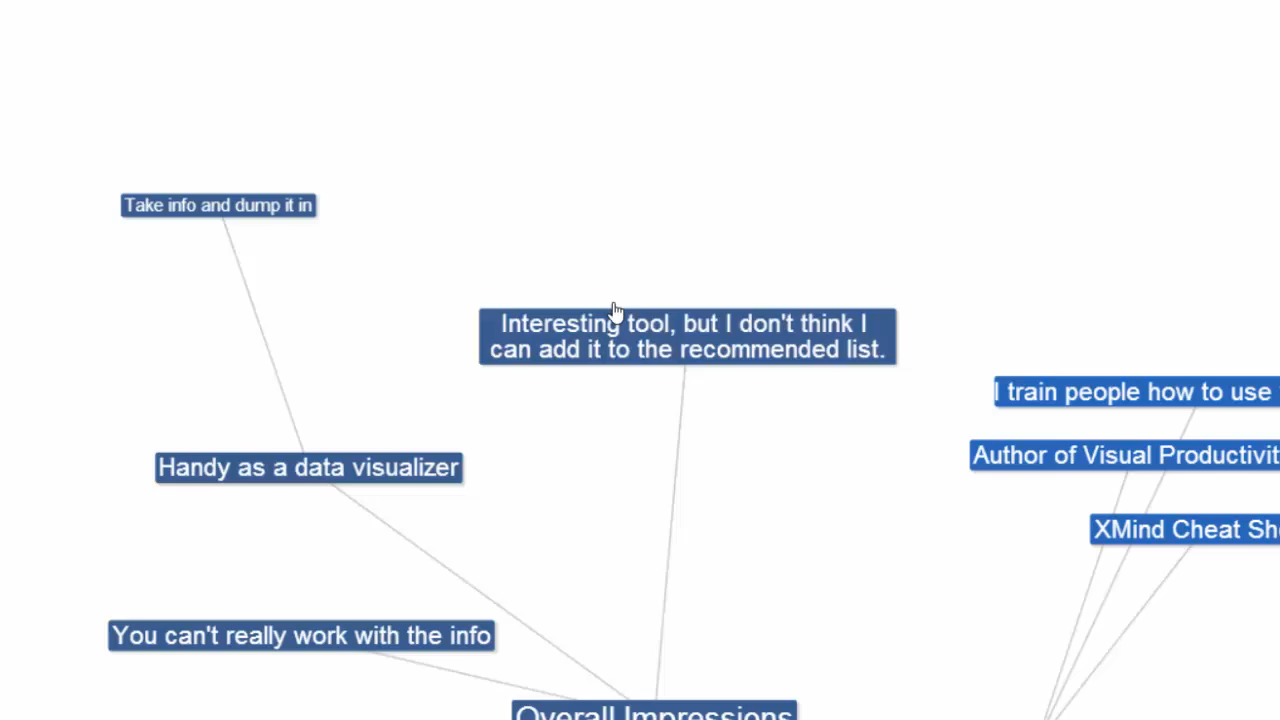 Take info and dump it in
Interesting tool, but I don't think I
can add it to the recommended list.
I train people how to use
Author of Visual
Handy as a data visualizer
XMind Cheat
You can't really work with the info
Overall Impressions